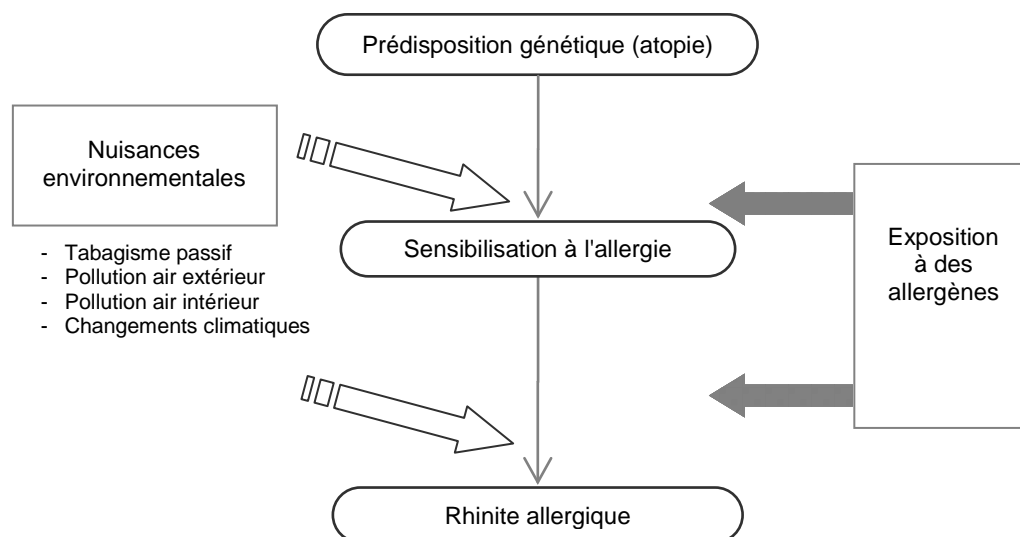 Prédisposition génétique (atopie)
Nuisances
environnementales
- Tabagisme passif
- Pollution air extérieur
- Pollution air intérieur
- Changements climatiques
Sensibilisation à l'allergie
Exposition
à des
allergènes
Rhinite allergique